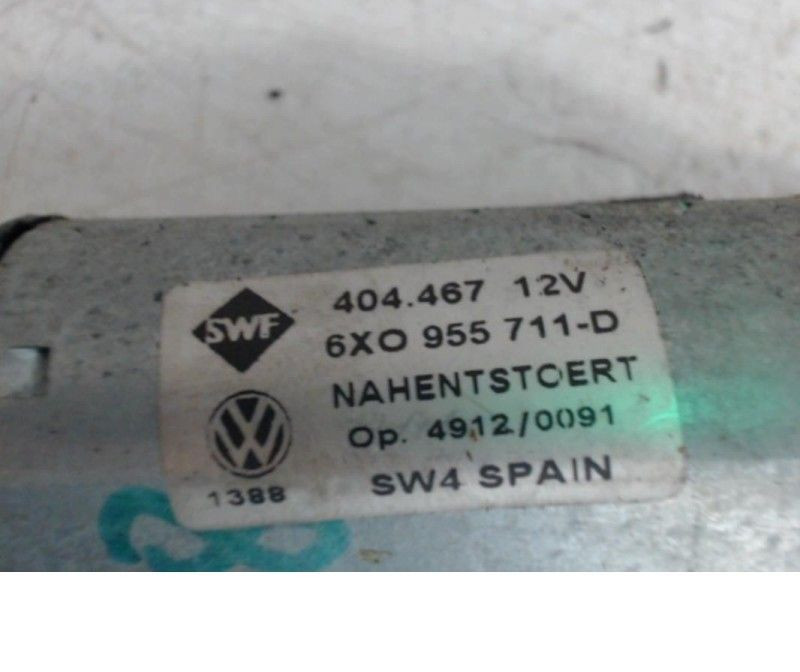 SWF
404.467 12V
6XO 955 711-D
NAHENTSTOERT
Op. 4912/0091
1388
SW4 SPAIN